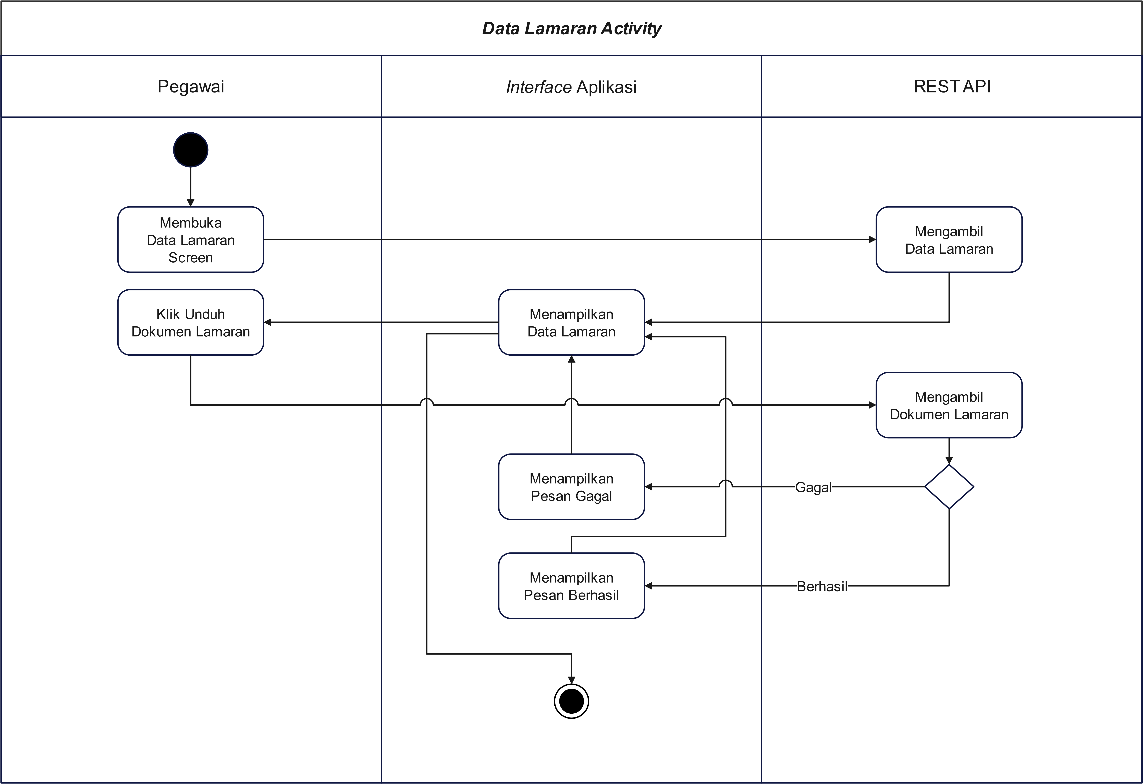 Data Lamaran Activity
Pegawai
Interface Aplikasi
REST API
Membuka
Data Lamaran
Screen
Mengambil
Data Lamaran
Klik Unduh
Dokumen Lamaran
Menampilkan
Data Lamaran
Mengambil
Dokumen Lamaran
Menampilkan
Pesan Gagal
Gagal
Menampilkan
Pesan Berhasil
Berhasil